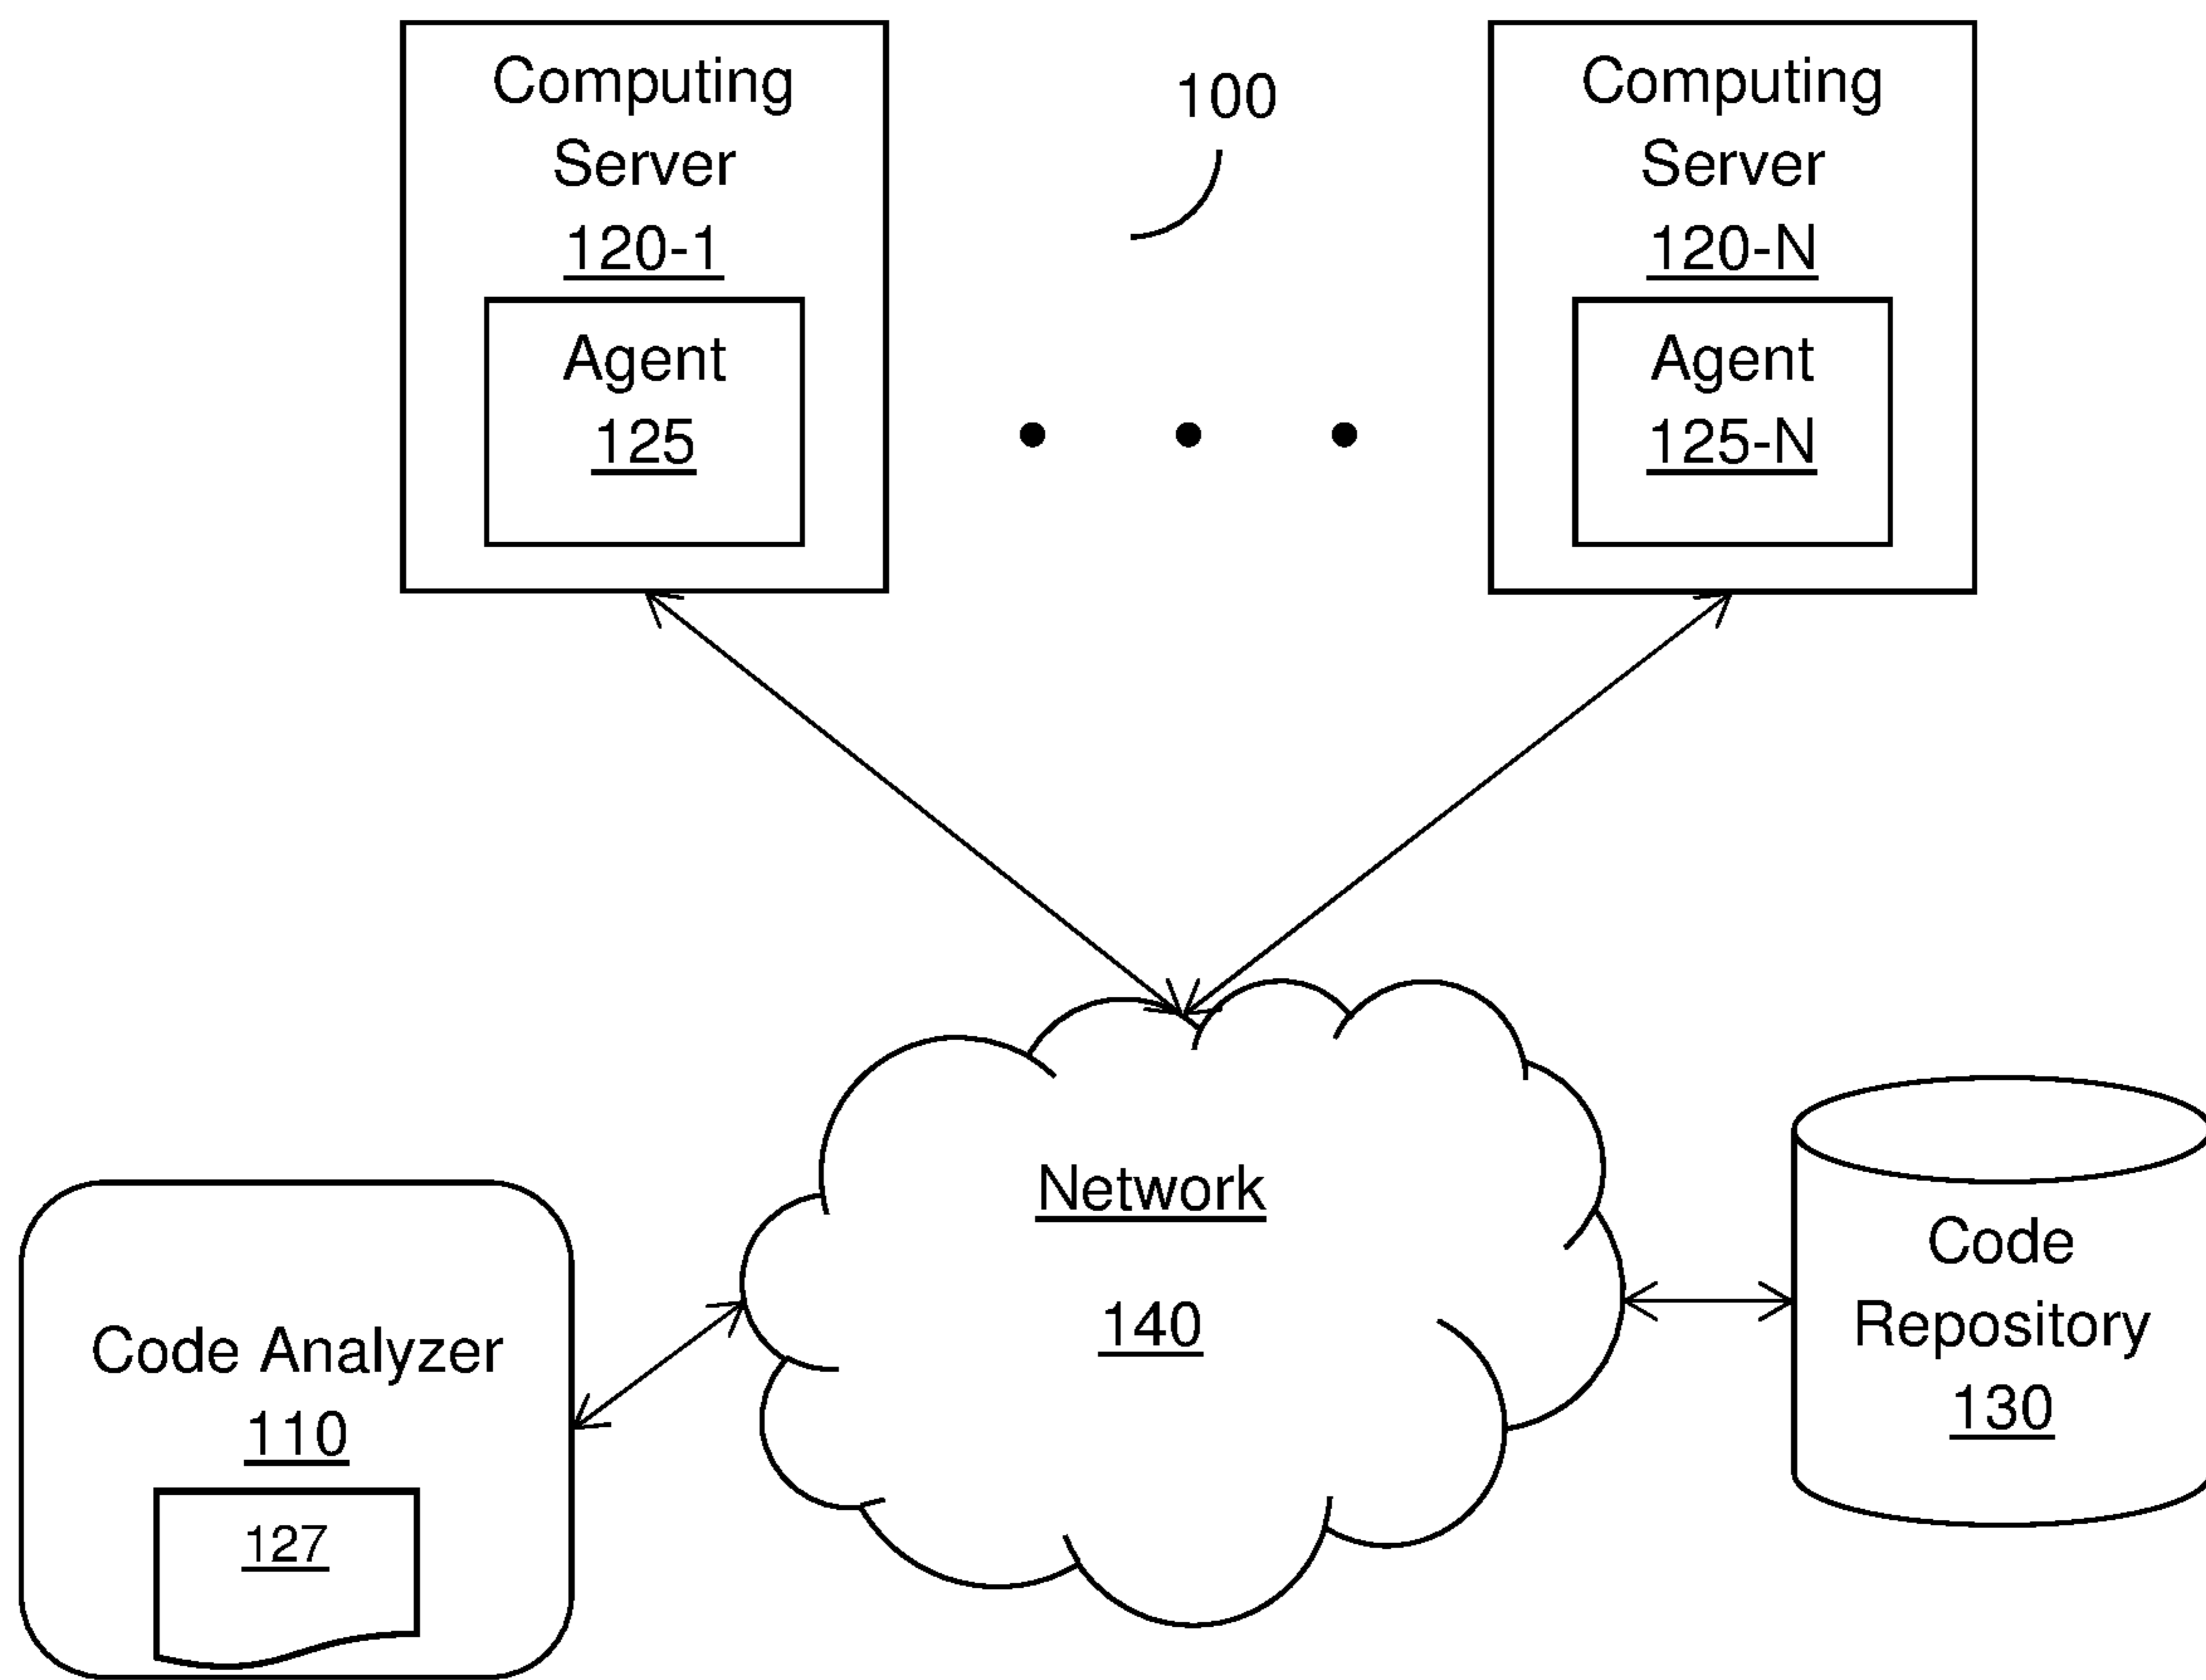 Computing
Server
120-1
Agent
125
100
Computing
Server
120-N
Agent
125-N
Network
140
Code Analyzer
110
127
Code
Repository
130